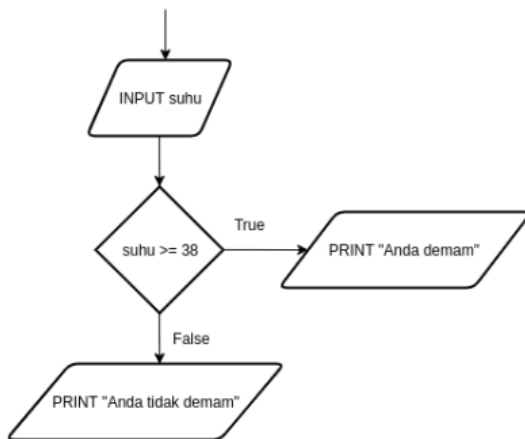 INPUT suhu
suhu >= 38
True
PRINT "Anda demam"
False
PRINT "Anda tidak demam"